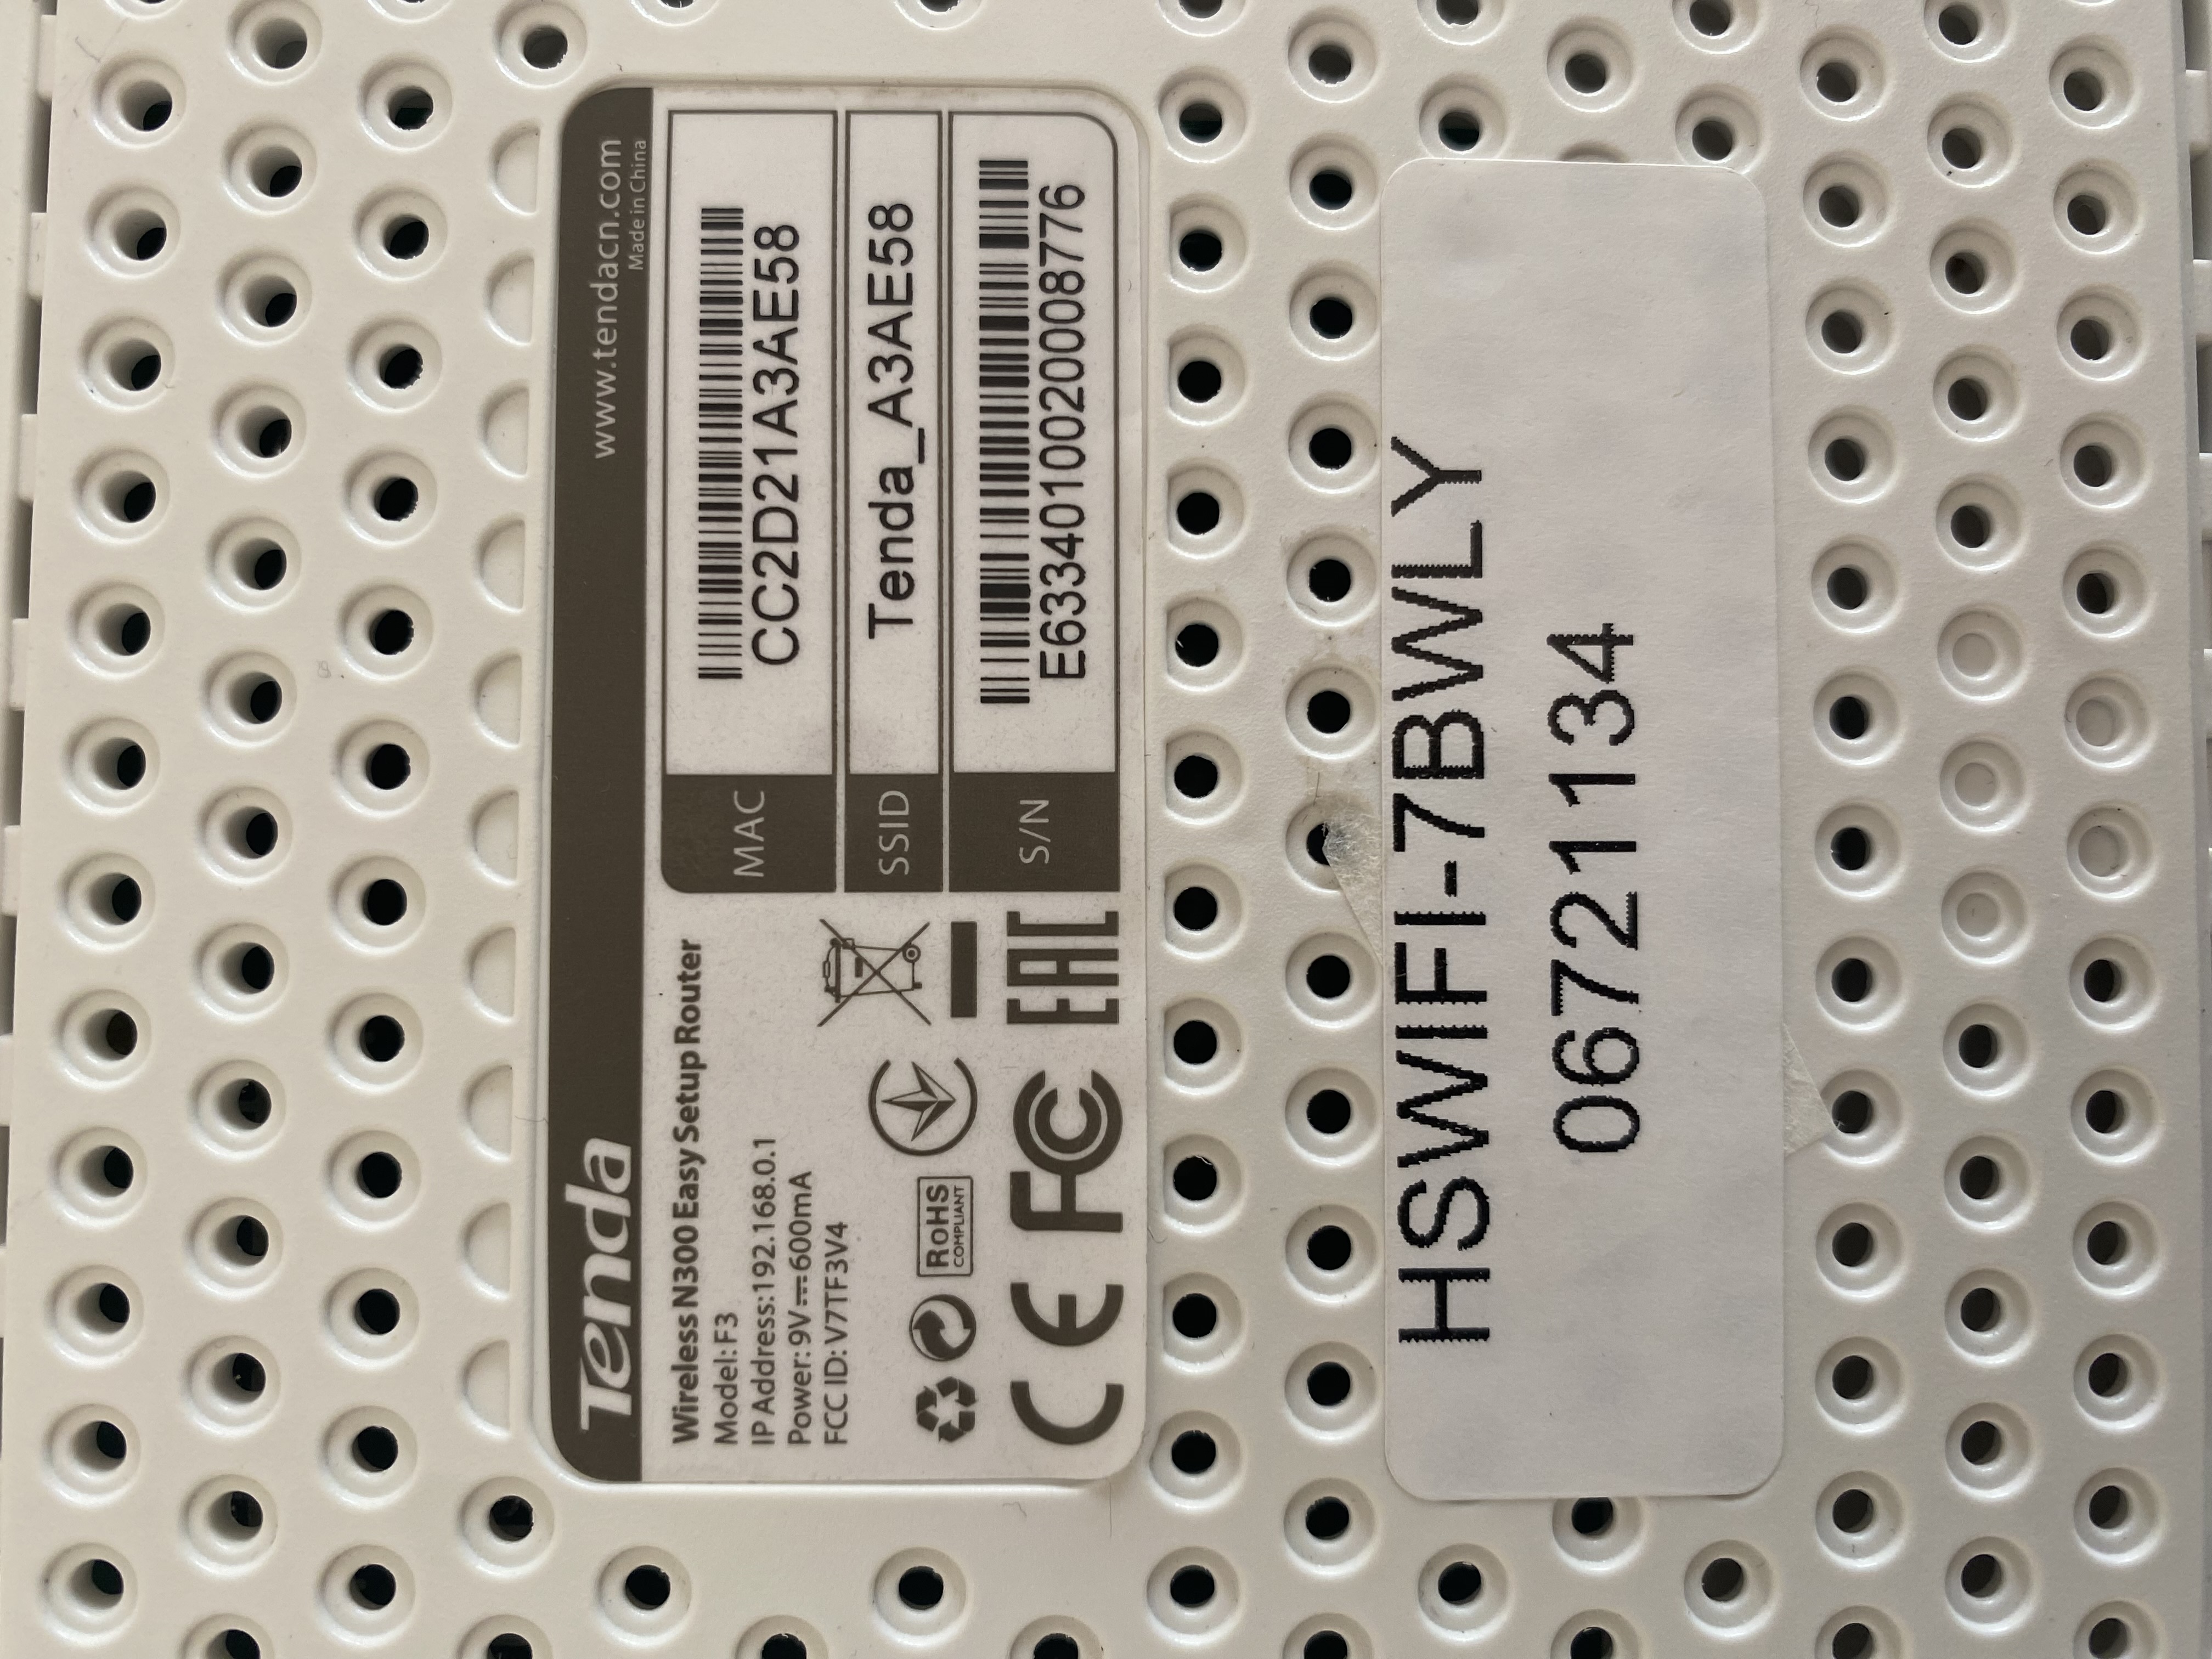 Tenda
www.tendacn.com
Made in China
Wireless N300 Easy Setup Router
Model: F3
IP Address:192.168.0.1
Power: 9V⎓600mA
FCC ID: V7TF3V4
RoHS
COMPLIANT
CE FC EAC
MAC
CC2D21A3AE58
SSID
Tenda_A3AE58
S/N
E6334010020008776
HSWIFI-7BWLY
06721134